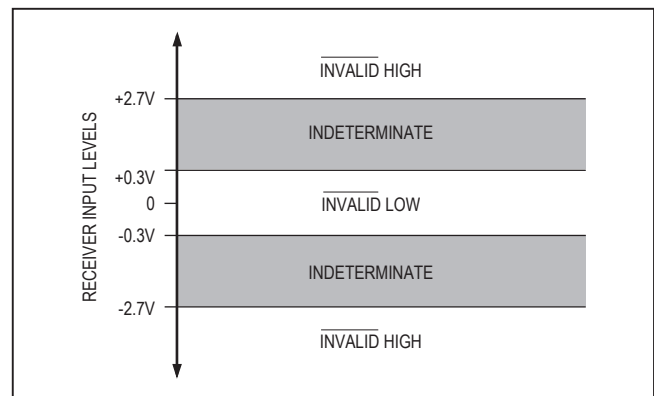 INVALID HIGH
+2.7V
INDETERMINATE
+0.3V
0
INVALID LOW
-0.3V
INDETERMINATE
-2.7V
INVALID HIGH
RECEIVER INPUT LEVELS